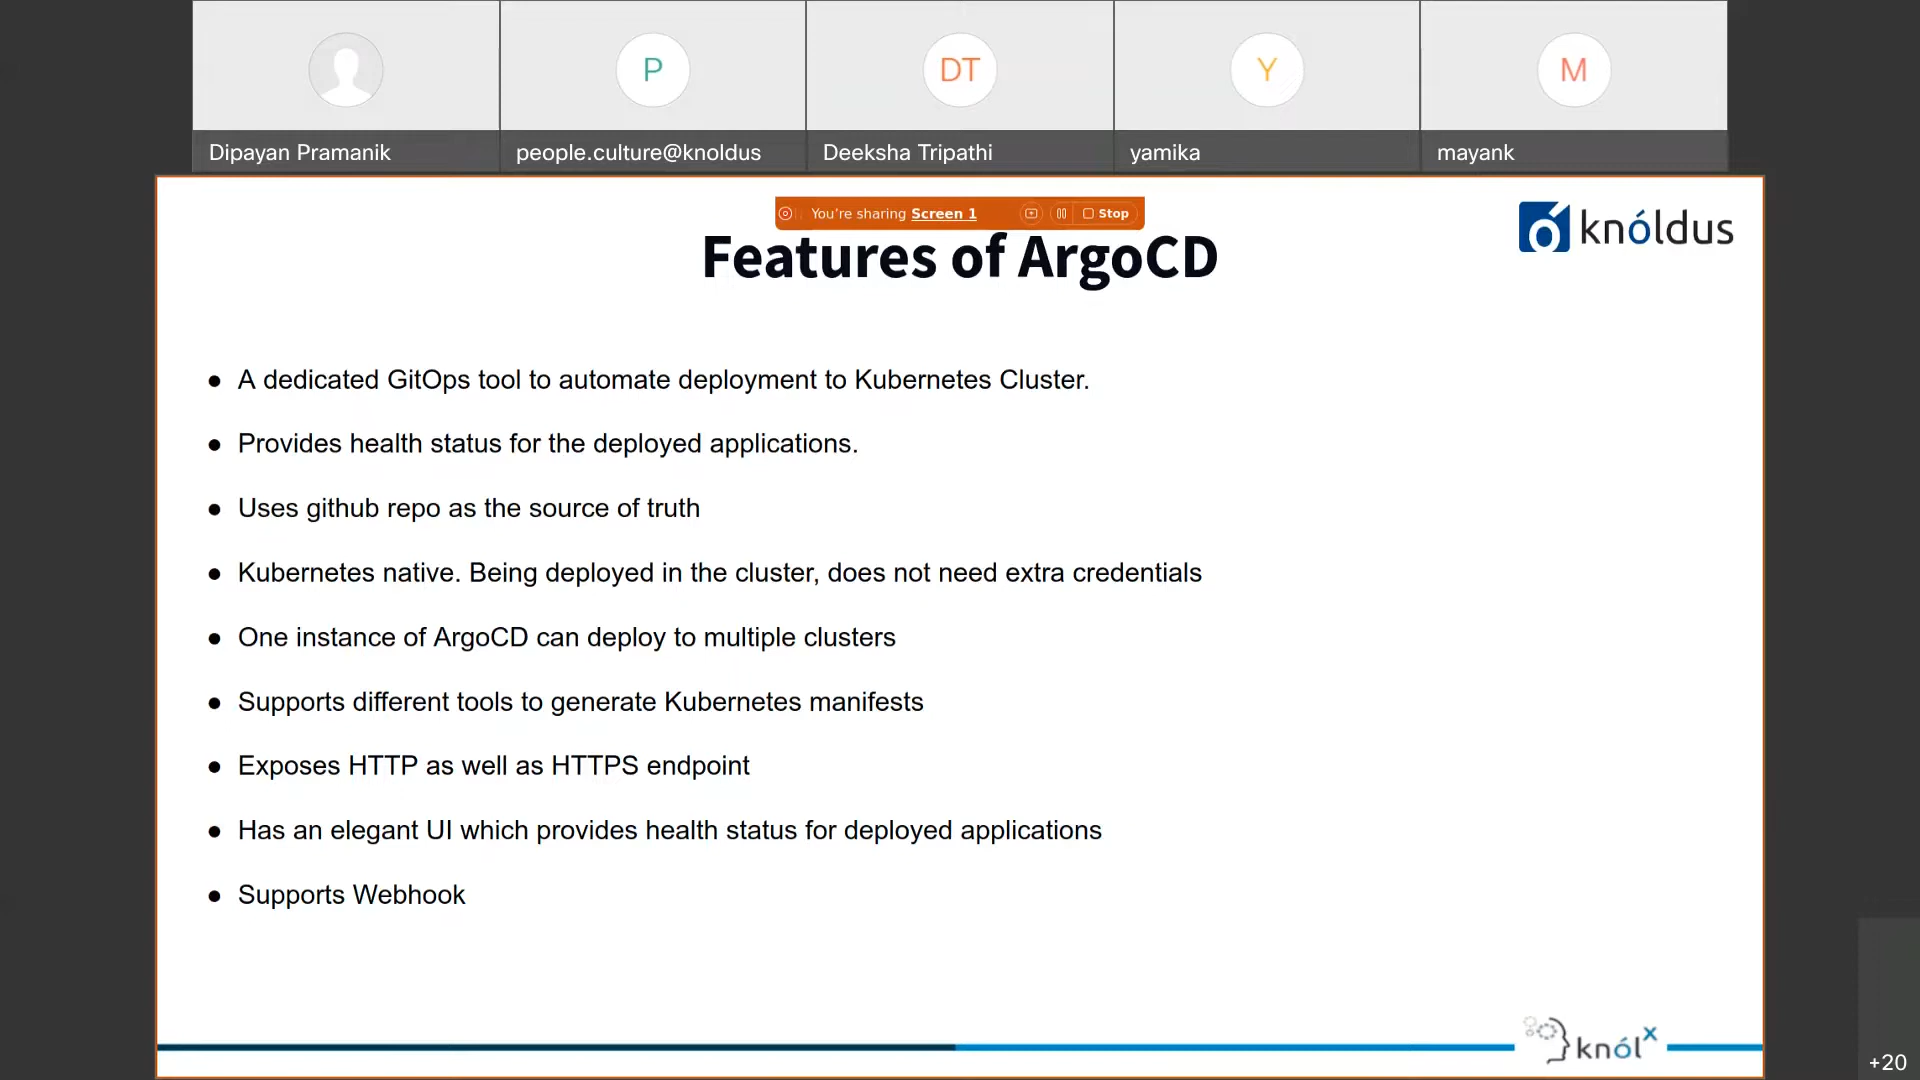 P
DT
Y
M
Dipayan Pramanik
people.culture@knoldus
Deeksha Tripathi
yamika
mayank
You're sharing Screen 1
Stop
knóldus
Features of ArgoCD
● A dedicated GitOps tool to automate deployment to Kubernetes Cluster.
● Provides health status for the deployed applications.
● Uses github repo as the source of truth
● Kubernetes native. Being deployed in the cluster, does not need extra credentials
● One instance of ArgoCD can deploy to multiple clusters
● Supports different tools to generate Kubernetes manifests
● Exposes HTTP as well as HTTPS endpoint
● Has an elegant UI which provides health status for deployed applications
● Supports Webhook
knólx
+20